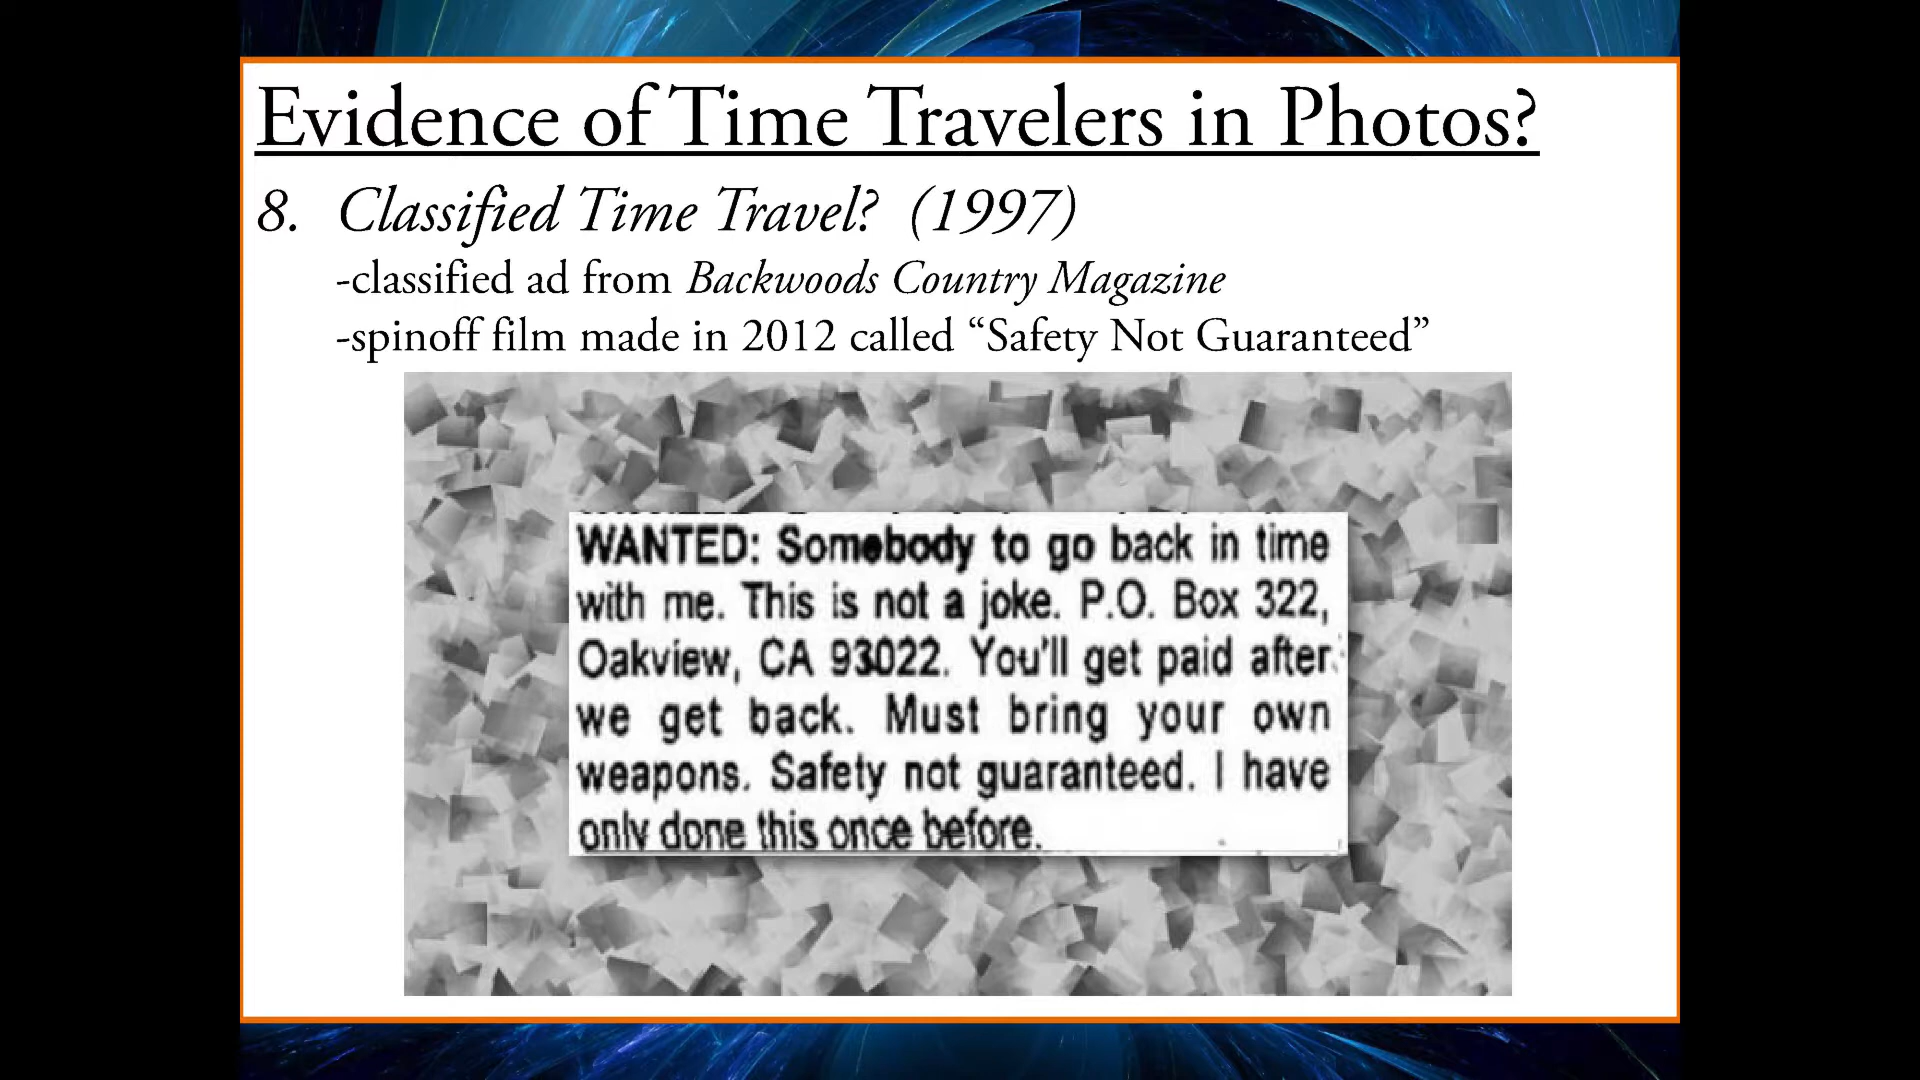 Evidence of Time Travelers in Photos?
8. Classified Time Travel? (1997)
-classified ad from Backwoods Country Magazine
-spinoff film made in 2012 called “Safety Not Guaranteed”
WANTED: Somebody to go back in time
with me. This is not a joke. P.O. Box 322,
Oakview, CA 93022. You'll get paid after
we get back. Must bring your own
weapons. Safety not guaranteed. I have
only done this once before.